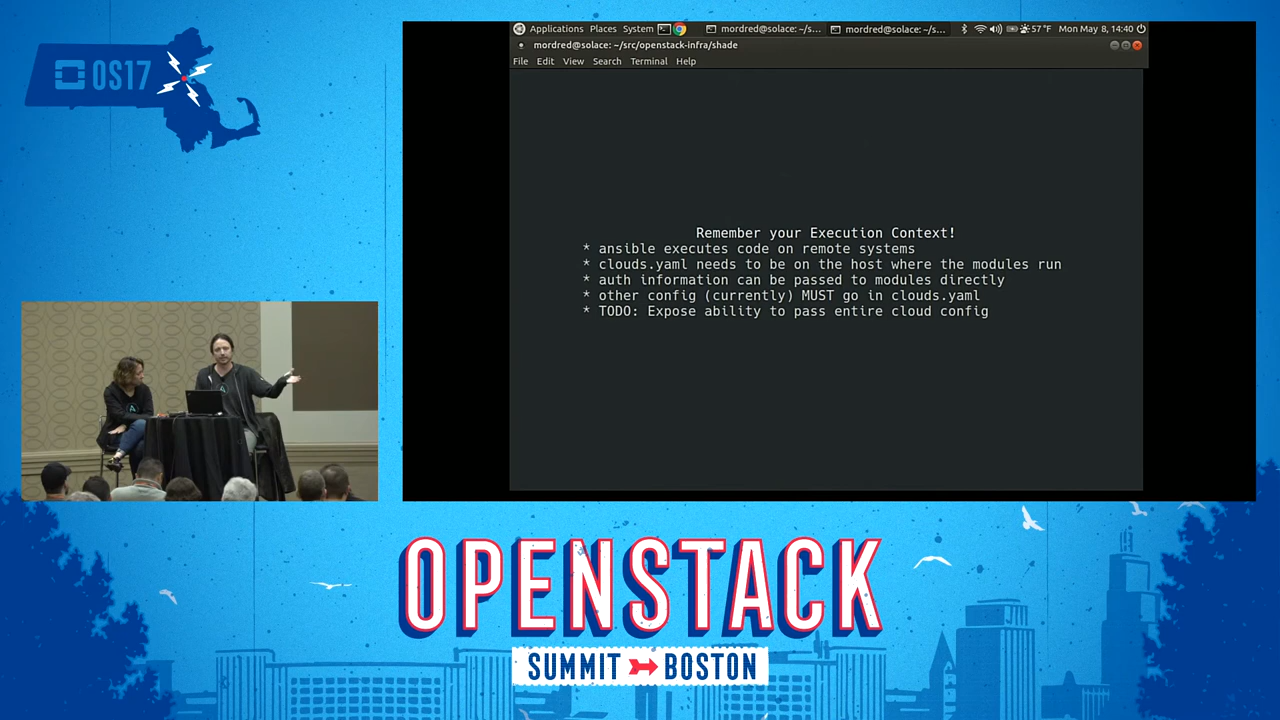 OS17
Applications Places System mordred@solace: ~/s... mordred@solace: ~/s... 57 °F Mon May 8, 14:40
mordred@solace: ~/src/openstack-infra/shade
File Edit View Search Terminal Help
Remember your Execution Context!
* ansible executes code on remote systems
* clouds.yaml needs to be on the host where the modules run
* auth information can be passed to modules directly
* other config (currently) MUST go in clouds.yaml
* TODO: Expose ability to pass entire cloud config
OPENSTACK
SUMMIT BOSTON